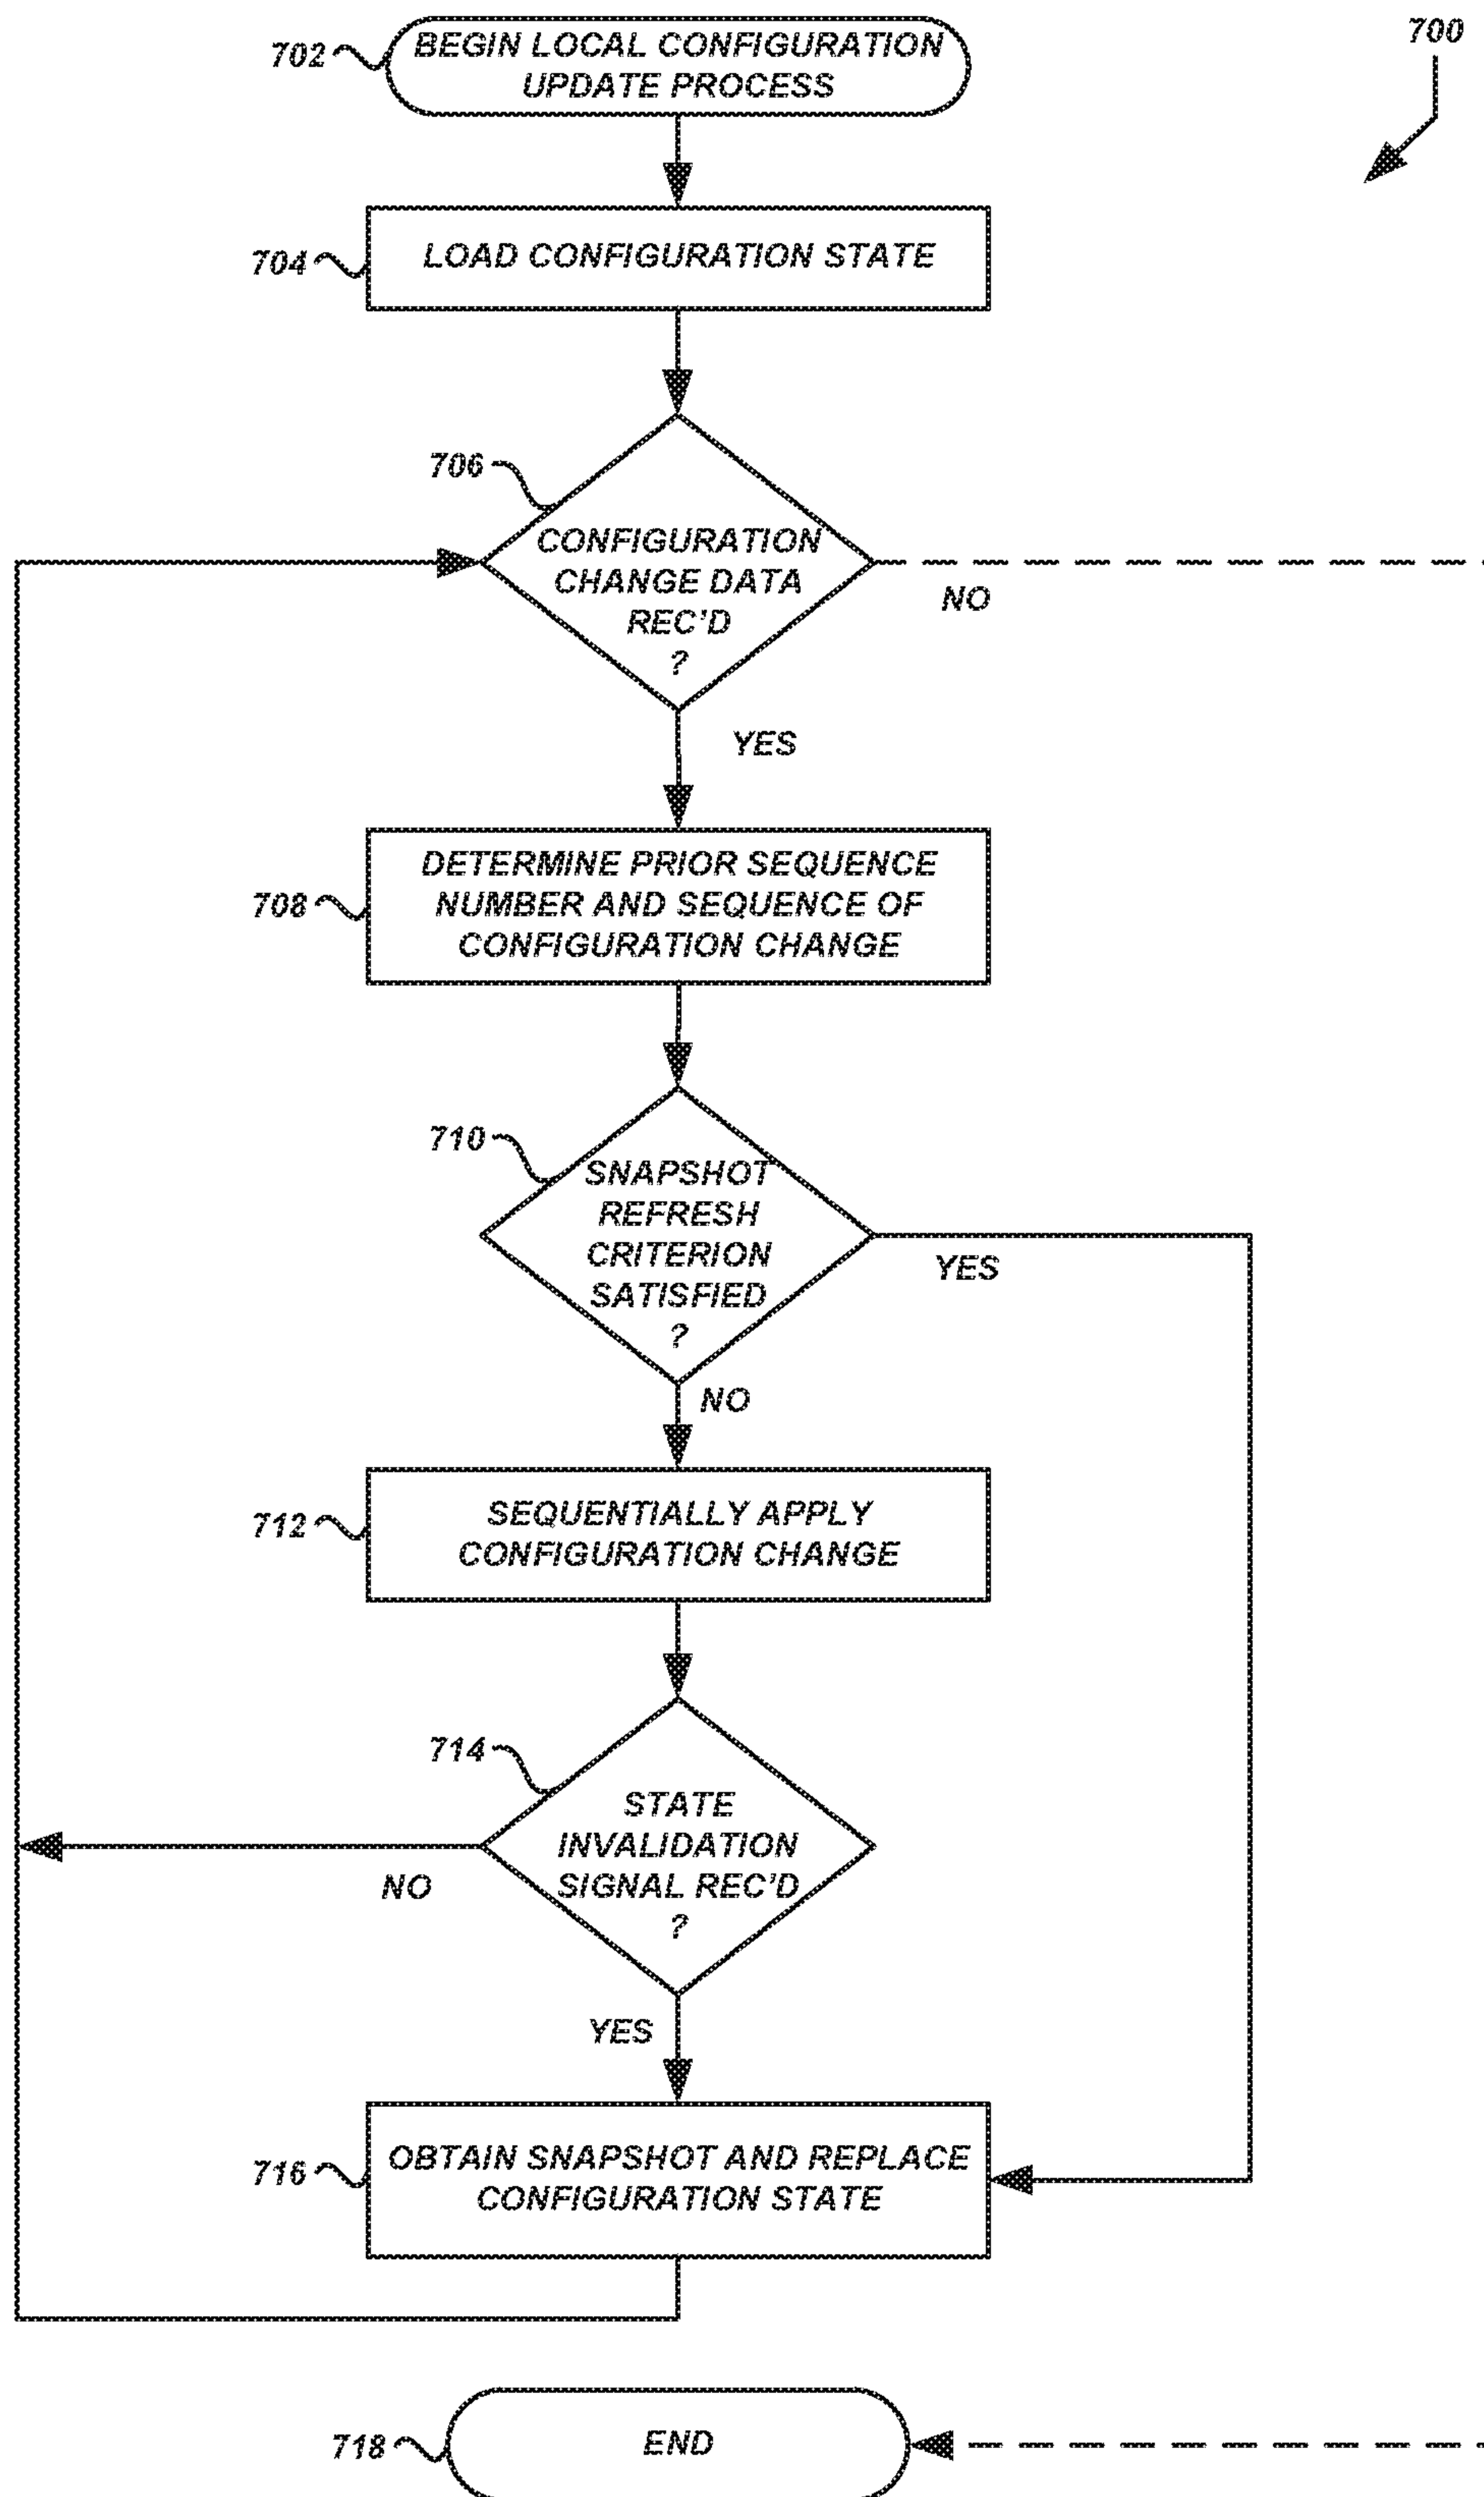 700
702
BEGIN LOCAL CONFIGURATION
UPDATE PROCESS
704
LOAD CONFIGURATION STATE
706
CONFIGURATION
CHANGE DATA
REC'D
?
NO
YES
708
DETERMINE PRIOR SEQUENCE
NUMBER AND SEQUENCE OF
CONFIGURATION CHANGE
710
SNAPSHOT
REFRESH
CRITERION
SATISFIED
?
YES
NO
712
SEQUENTIALLY APPLY
CONFIGURATION CHANGE
714
STATE
INVALIDATION
SIGNAL REC'D
?
NO
YES
716
OBTAIN SNAPSHOT AND REPLACE
CONFIGURATION STATE
718
END